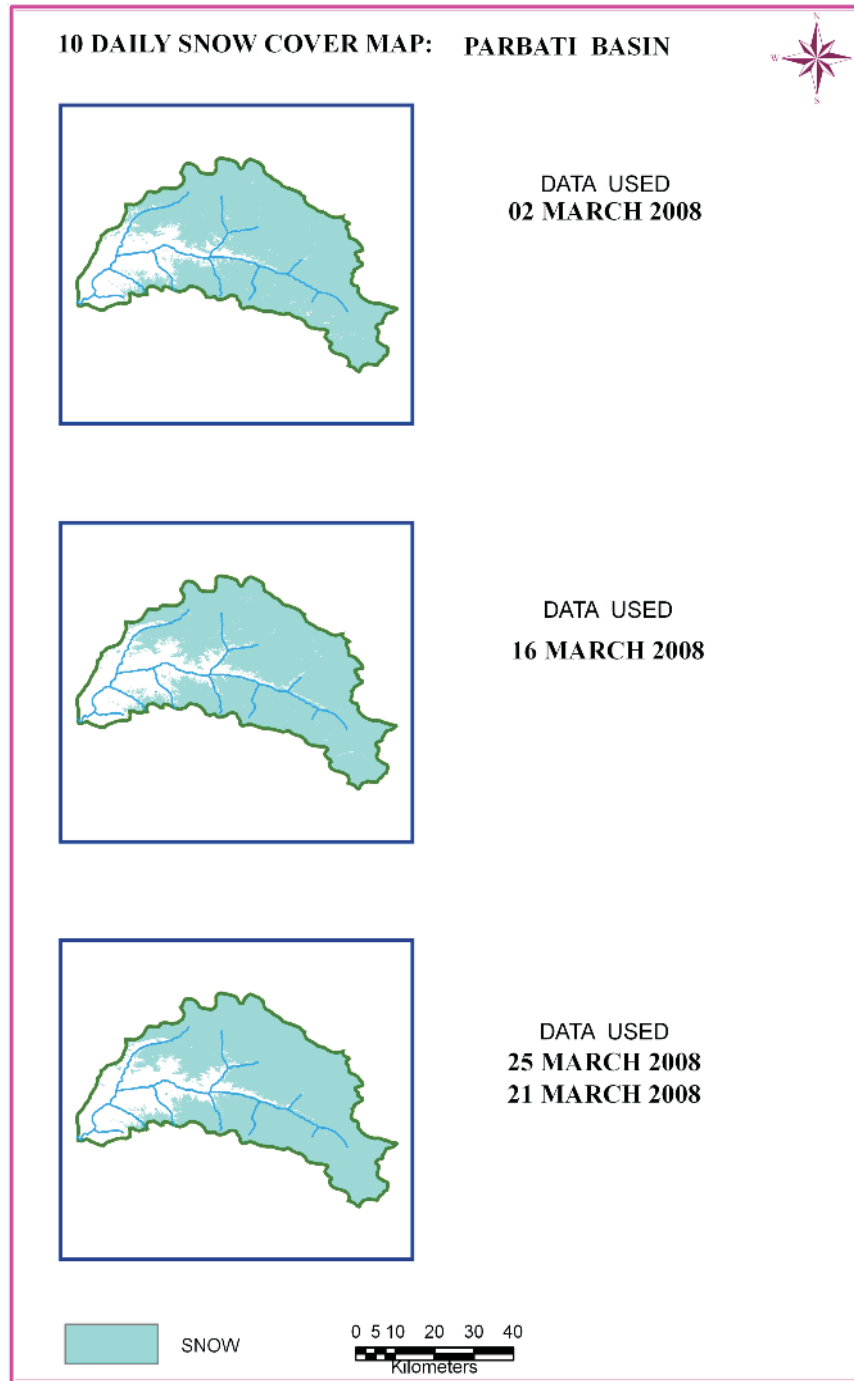 10 DAILY SNOW COVER MAP: PARBATI BASIN
N
W
S
DATA USED
02 MARCH 2008
DATA USED
16 MARCH 2008
DATA USED
25 MARCH 2008
21 MARCH 2008
SNOW
0 5 10 20 30 40
Kilometers